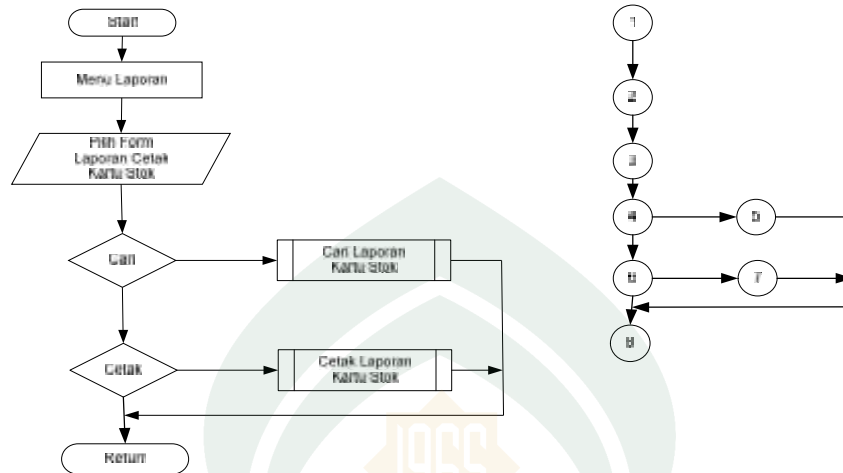 Start
Menu Laporan
Pilih Form
Laporan Cetak
Kartu Stok
Cari
Cari Laporan
Kartu Stok
Cetak
Cetak Laporan
Kartu Stok
Return
1
2
3
4
5
6
7
8
1965